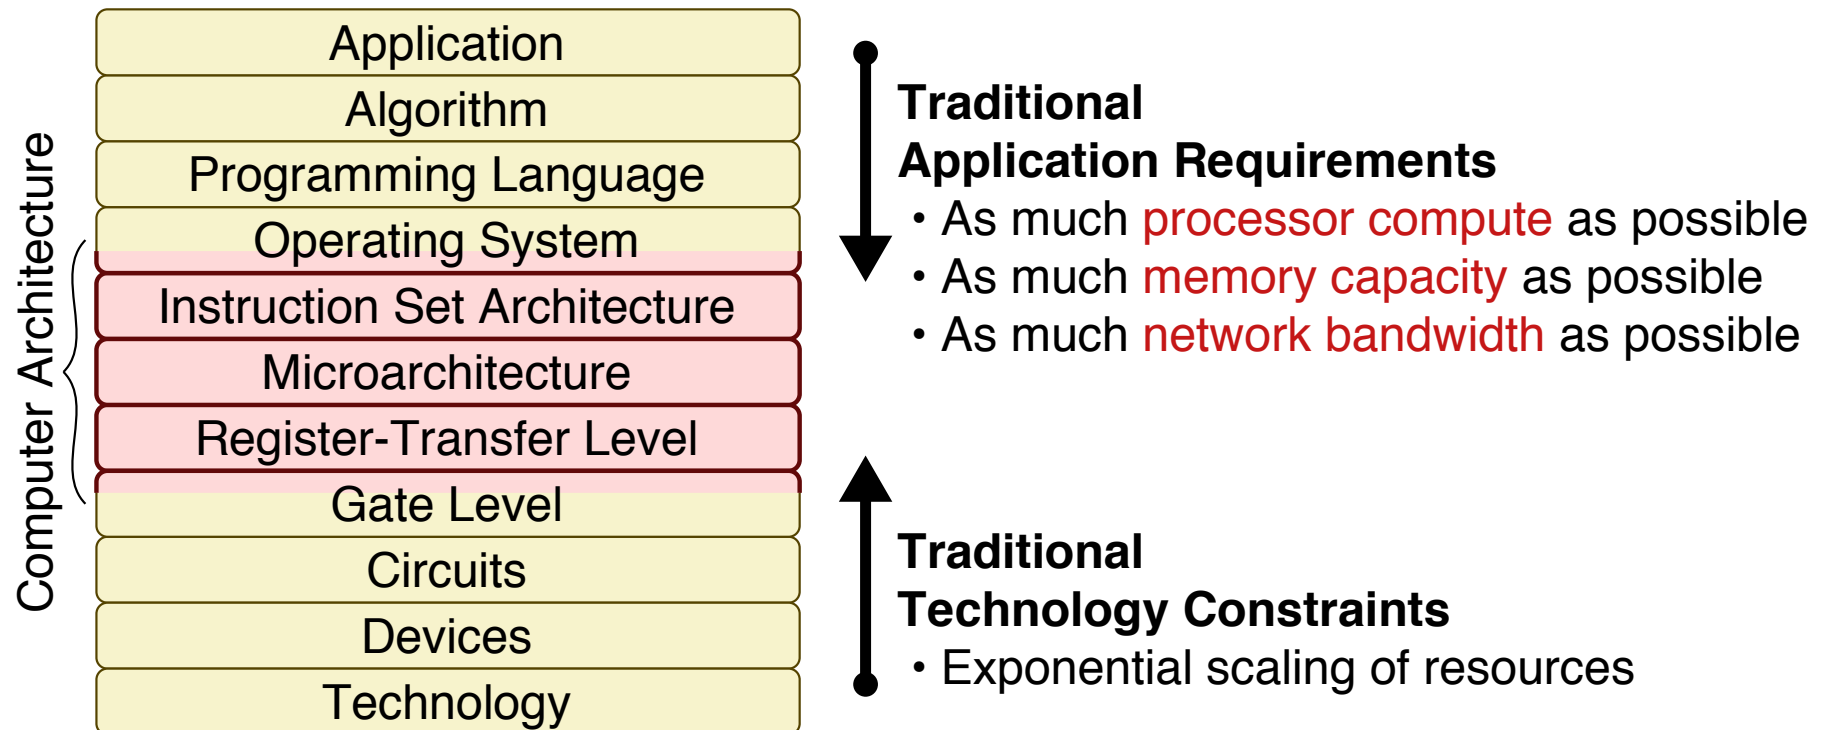 Computer Architecture
Application
Algorithm
Programming Language
Operating System
Instruction Set Architecture
Microarchitecture
Register-Transfer Level
Gate Level
Circuits
Devices
Technology
Traditional
Application Requirements
• As much processor compute as possible
• As much memory capacity as possible
• As much network bandwidth as possible
Traditional
Technology Constraints
• Exponential scaling of resources